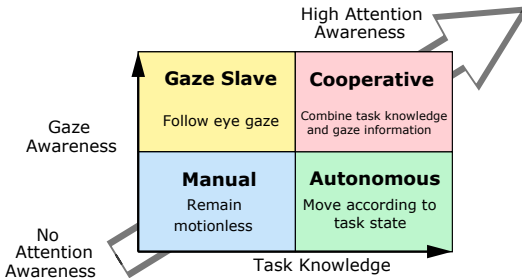 High Attention
Awareness
Gaze Slave
Follow eye gaze
Cooperative
Combine task knowledge
and gaze information
Gaze
Awareness
Manual
Remain
motionless
Autonomous
Move according to
task state
No
Attention
Awareness
Task Knowledge